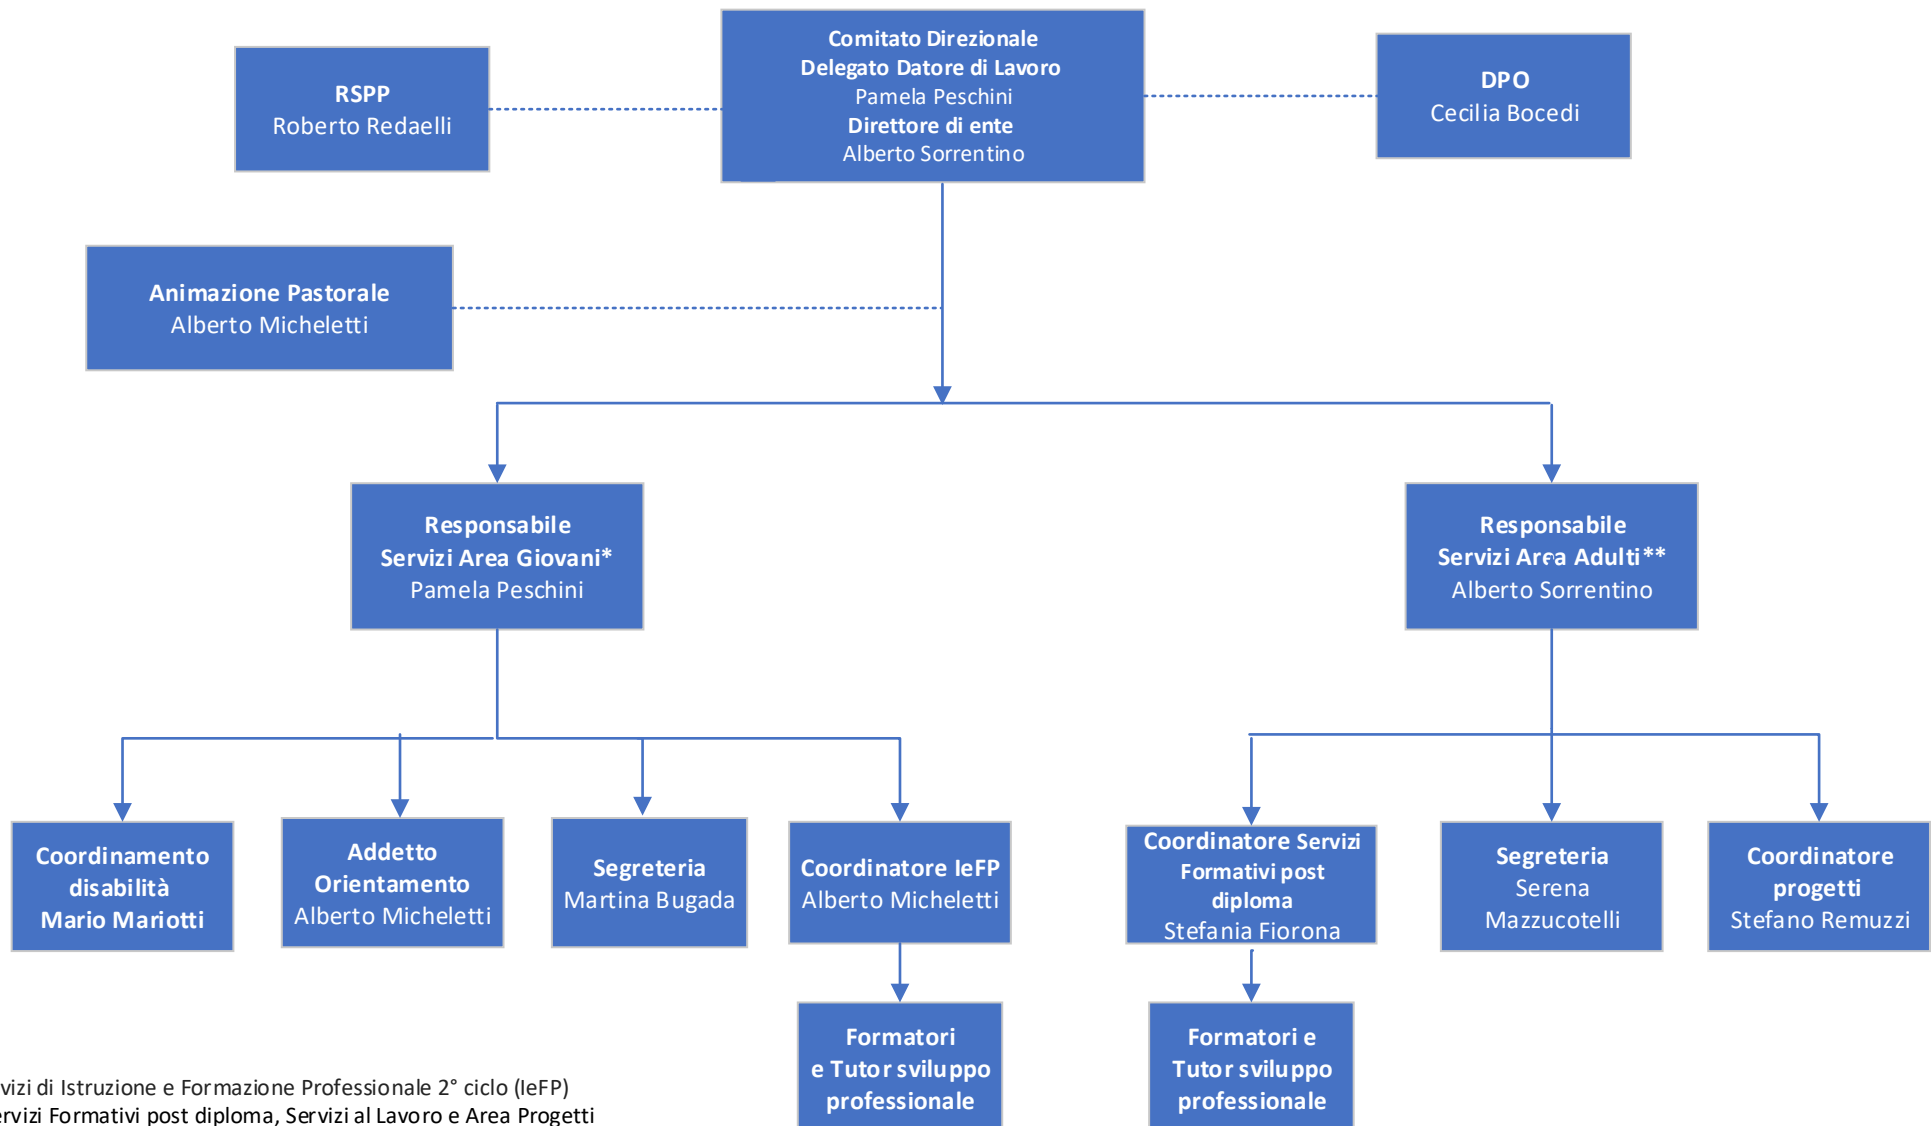 Comitato Direzionale
Delegato Datore di Lavoro
Pamela Peschini
Direttore di ente
Alberto Sorrentino
RSPP
Roberto Redaelli
DPO
Cecilia Bocedi
Animazione Pastorale
Alberto Micheletti
Responsabile
Servizi Area Giovani*
Pamela Peschini
Responsabile
Servizi Area Adulti**
Alberto Sorrentino
Coordinamento
disabilità
Mario Mariotti
Addetto
Orientamento
Alberto Micheletti
Segreteria
Martina Bugada
Coordinatore IeFP
Alberto Micheletti
Coordinatore Servizi
Formativi post
diploma
Stefania Fiorona
Segreteria
Serena
Mazzucotelli
Coordinatore
progetti
Stefano Remuzzi
Formatori
e Tutor sviluppo
professionale
Formatori e
Tutor sviluppo
professionale
vizi di Istruzione e Formazione Professionale 2° ciclo (IeFP)
ervizi Formativi post diploma, Servizi al Lavoro e Area Progetti